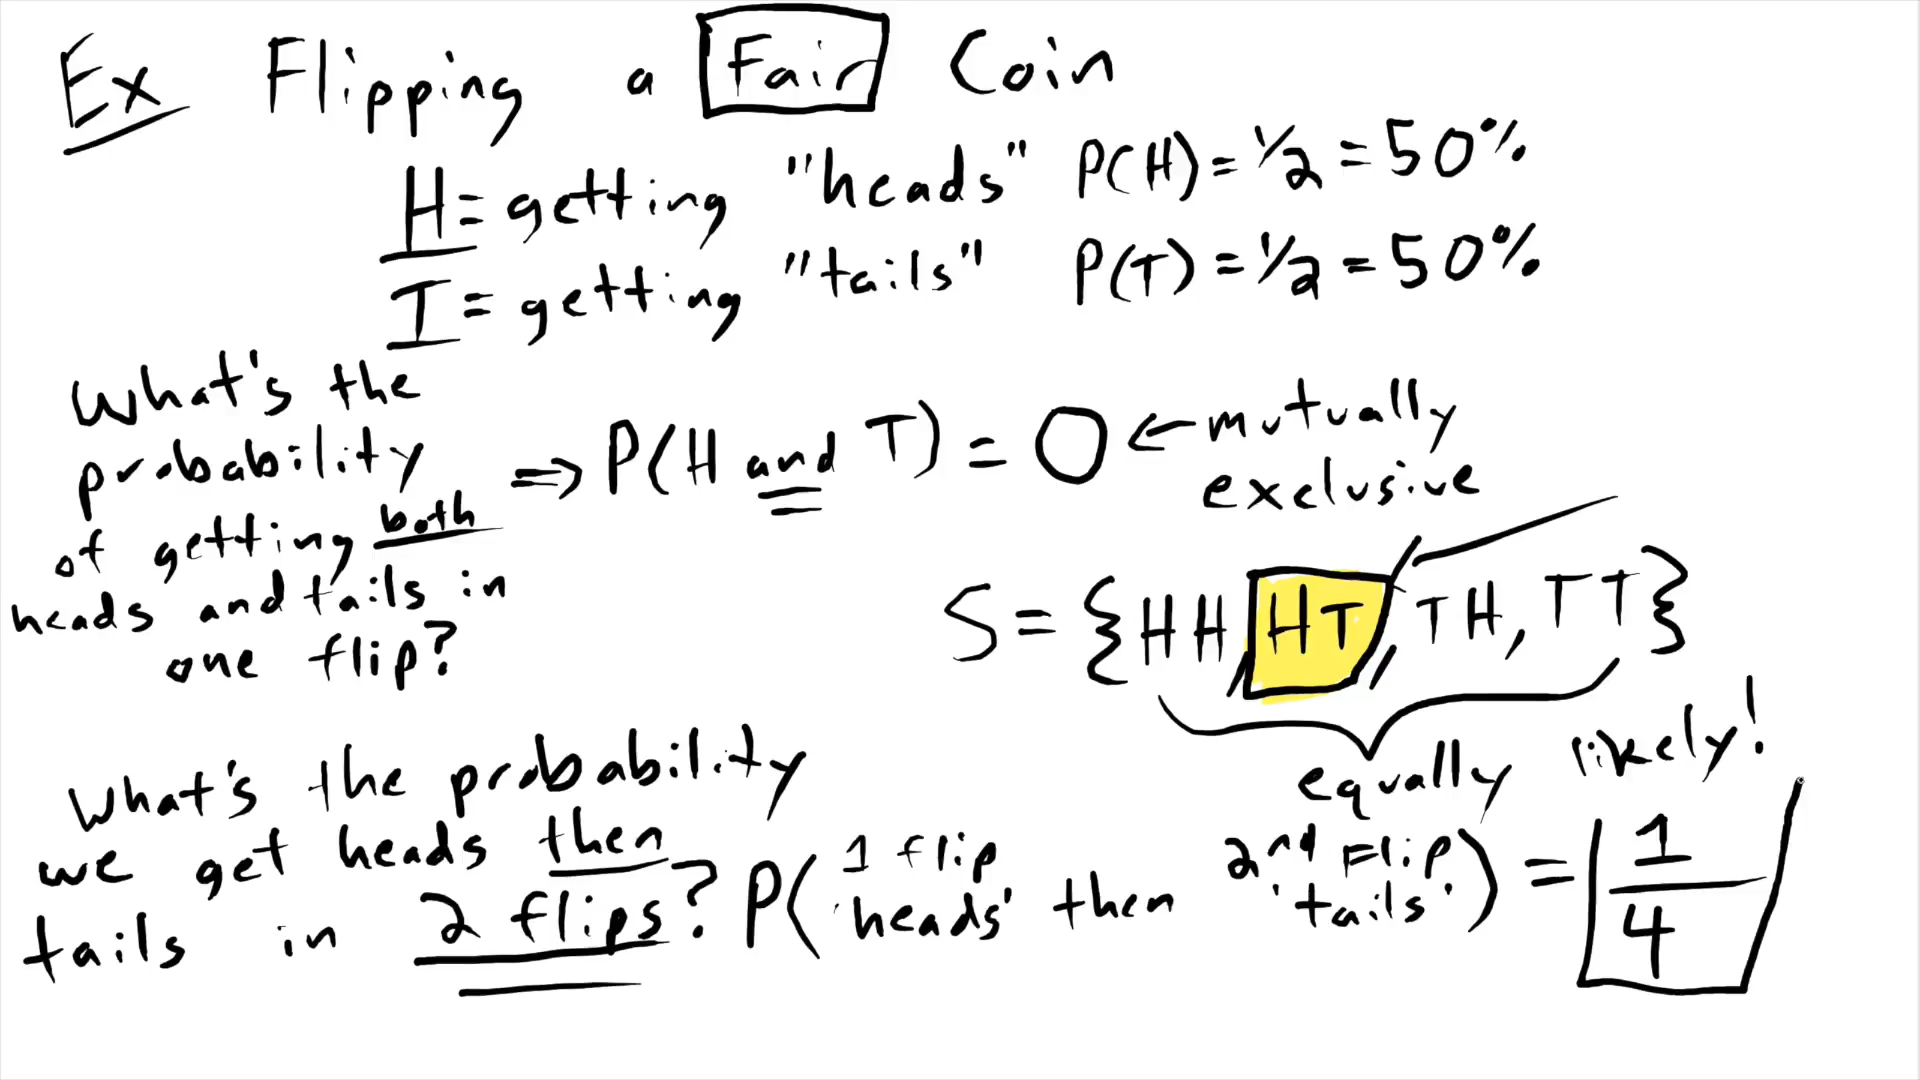 Ex Flipping a Fair Coin
H = getting "heads" P(H) = 1/2 = 50%
T = getting "tails" P(T) = 1/2 = 50%
What's the
probability
of getting both
heads and tails in
one flip?
⇒ P(H and T) = 0 ← mutually
exclusive
S = {HH, HT, TH, TT}
equally likely!
What's the probability
we get heads then
tails in 2 flips?
P( 1 flip 'heads' then 2nd Flip 'tails' ) = 1/4